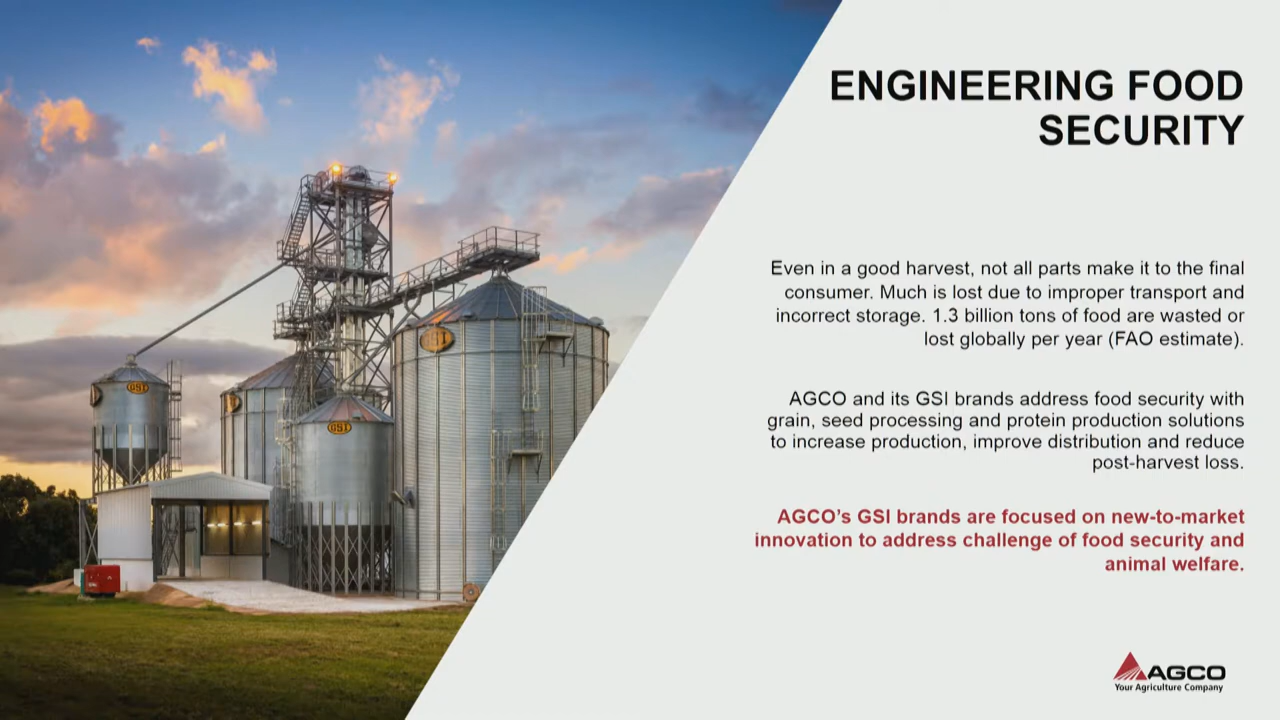 ENGINEERING FOOD
SECURITY
Even in a good harvest, not all parts make it to the final
consumer. Much is lost due to improper transport and
incorrect storage. 1.3 billion tons of food are wasted or
lost globally per year (FAO estimate).
AGCO and its GSI brands address food security with
grain, seed processing and protein production solutions
to increase production, improve distribution and reduce
post-harvest loss.
AGCO’s GSI brands are focused on new-to-market
innovation to address challenge of food security and
animal welfare.
GSI
GSI
GSI
AGCO
Your Agriculture Company